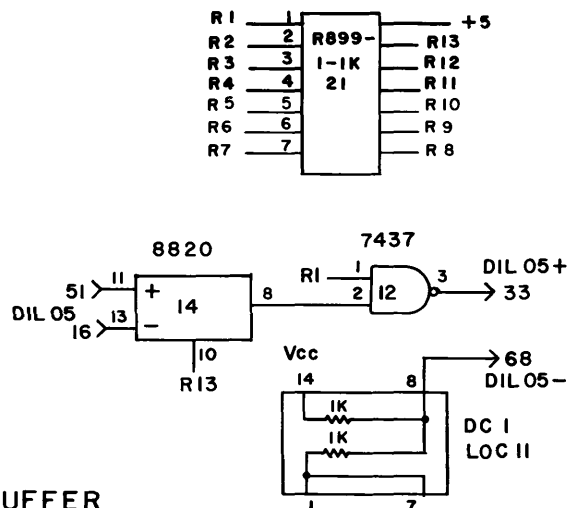 R1 1 +5
R2 2 R899- R13
R3 3 1-1K R12
R4 4 21 R11
R5 5 R10
R6 6 R9
R7 7 R8
8820 7437
R1 1 3 DIL 05+
51 11 + 14 8 2 12 33
DIL 05
16 13 −
10
R13
Vcc 68
14 8 DIL 05−
1K DC 1
1K LOC 11
1 7
UFFER